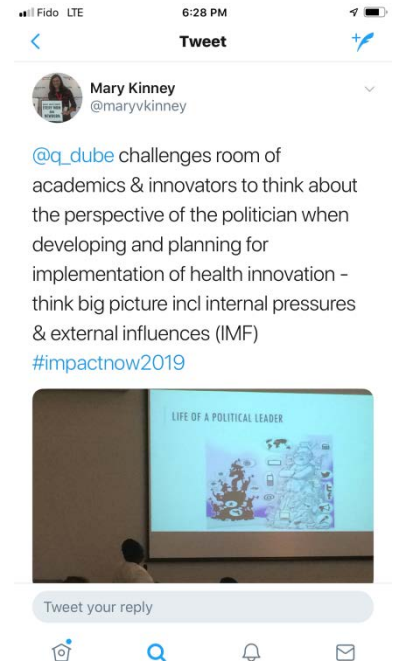 Fido LTE 6:28 PM
Tweet
Mary Kinney
@maryvkinney
@q_dube challenges room of
academics & innovators to think about
the perspective of the politician when
developing and planning for
implementation of health innovation -
think big picture incl internal pressures
& external influences (IMF)
#impactnow2019
LIFE OF A POLITICAL LEADER
Tweet your reply